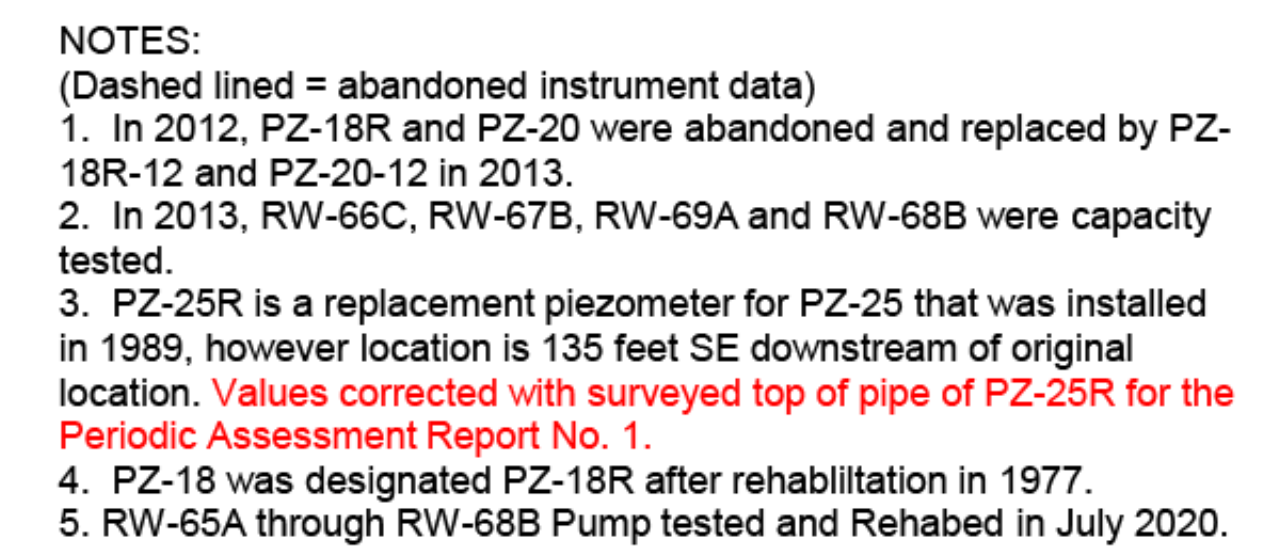 NOTES:
(Dashed lined = abandoned instrument data)
1.  In 2012, PZ-18R and PZ-20 were abandoned and replaced by PZ-
18R-12 and PZ-20-12 in 2013.
2.  In 2013, RW-66C, RW-67B, RW-69A and RW-68B were capacity
tested.
3.  PZ-25R is a replacement piezometer for PZ-25 that was installed
in 1989, however location is 135 feet SE downstream of original
location. Values corrected with surveyed top of pipe of PZ-25R for the
Periodic Assessment Report No. 1.
4.  PZ-18 was designated PZ-18R after rehabliltation in 1977.
5. RW-65A through RW-68B Pump tested and Rehabed in July 2020.